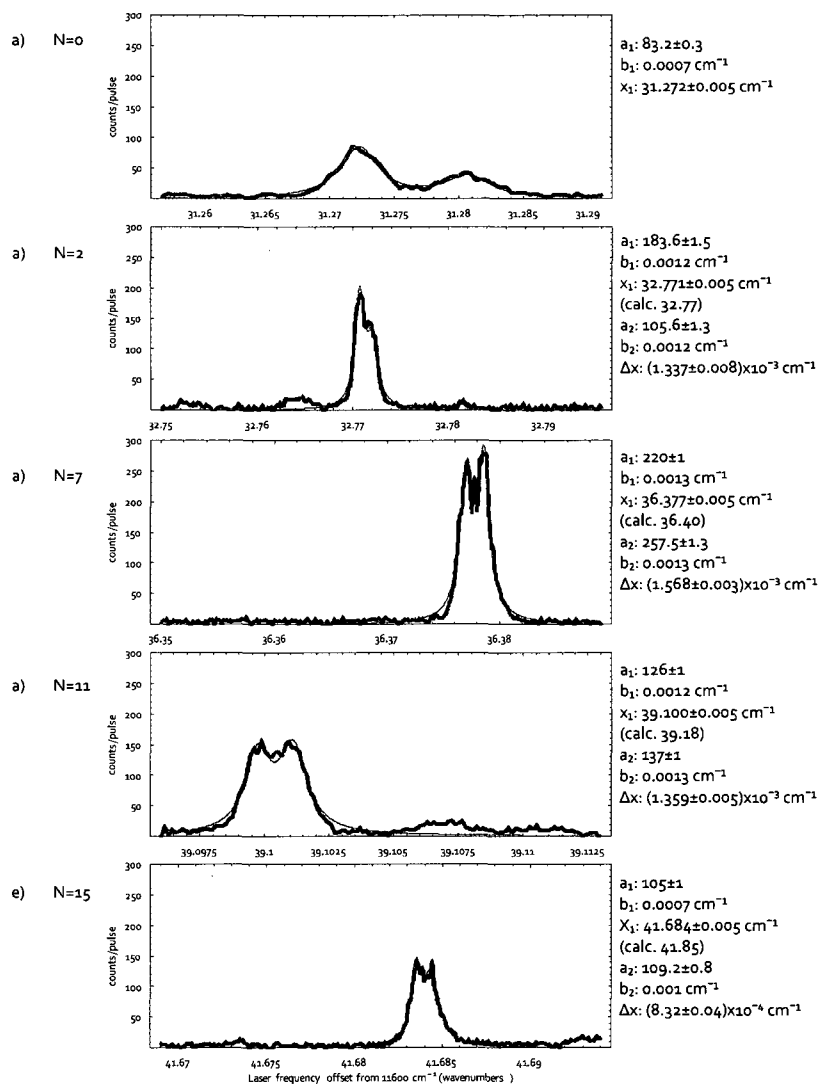 a) N=0
300
250
200
150
100
50
counts/pulse
31.26 31.265 31.27 31.275 31.28 31.285 31.29
a₁: 83.2±0.3
b₁: 0.0007 cm⁻¹
x₁: 31.272±0.005 cm⁻¹
a) N=2
300
250
200
150
100
50
counts/pulse
32.75 32.76 32.77 32.78 32.79
a₁: 183.6±1.5
b₁: 0.0012 cm⁻¹
x₁: 32.771±0.005 cm⁻¹
(calc. 32.77)
a₂: 105.6±1.3
b₂: 0.0012 cm⁻¹
Δx: (1.337±0.008)x10⁻³ cm⁻¹
a) N=7
300
250
200
150
100
50
counts/pulse
36.35 36.36 36.37 36.38
a₁: 220±1
b₁: 0.0013 cm⁻¹
x₁: 36.377±0.005 cm⁻¹
(calc. 36.40)
a₂: 257.5±1.3
b₂: 0.0013 cm⁻¹
Δx: (1.568±0.003)x10⁻³ cm⁻¹
a) N=11
300
250
200
150
100
50
counts/pulse
39.0975 39.1 39.1025 39.105 39.1075 39.11 39.1125
a₁: 126±1
b₁: 0.0012 cm⁻¹
x₁: 39.100±0.005 cm⁻¹
(calc. 39.18)
a₂: 137±1
b₂: 0.0013 cm⁻¹
Δx: (1.359±0.005)x10⁻³ cm⁻¹
e) N=15
300
250
200
150
100
50
counts/pulse
41.67 41.675 41.68 41.685 41.69
Laser frequency offset from 11600 cm⁻¹ (wavenumbers )
a₁: 105±1
b₁: 0.0007 cm⁻¹
X₁: 41.684±0.005 cm⁻¹
(calc. 41.85)
a₂: 109.2±0.8
b₂: 0.001 cm⁻¹
Δx: (8.32±0.04)x10⁻⁴ cm⁻¹